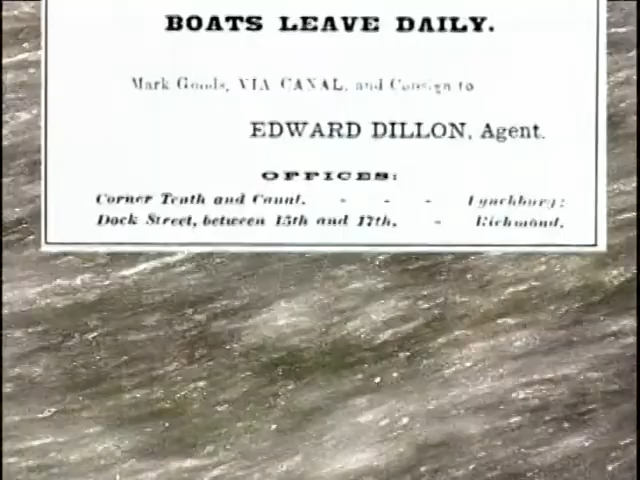 BOATS LEAVE DAILY.
Mark Goods, VIA CANAL, and Consign to
EDWARD DILLON, Agent.
OFFICES:
Corner Tenth and Canal. - - - Lynchburg;
Dock Street, between 15th and 17th, - Richmond.